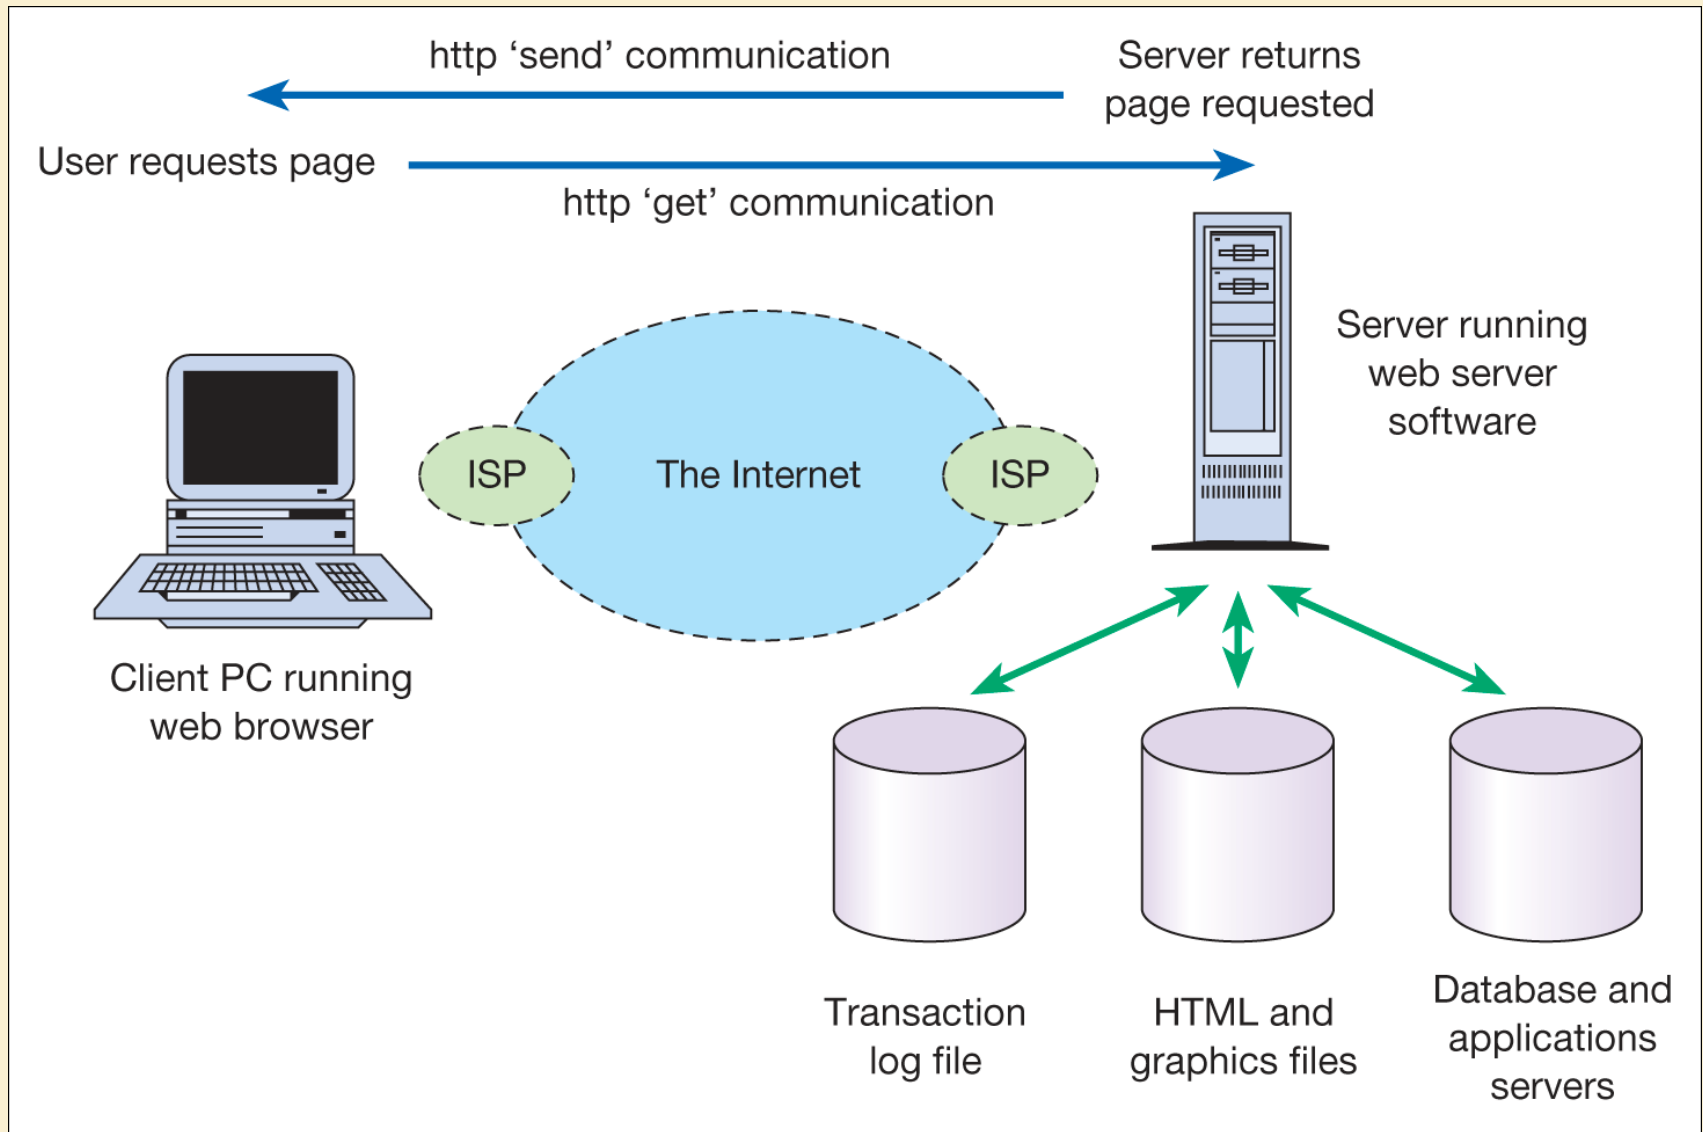 http ‘send’ communication
Server returns
page requested
User requests page
http ‘get’ communication
Server running
web server
software
ISP
The Internet
ISP
Client PC running
web browser
Transaction
log file
HTML and
graphics files
Database and
applications
servers